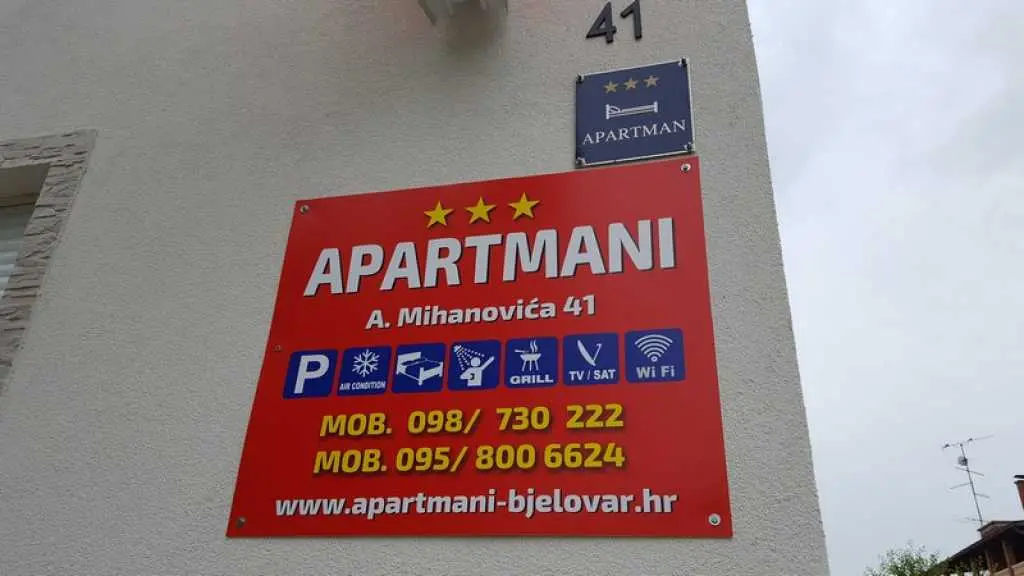 41
APARTMAN
APARTMANI
A. Mihanovića 41
P
AIR CONDITION
GRILL
TV / SAT
Wi Fi
MOB. 098/ 730 222
MOB. 095/ 800 6624
www.apartmani-bjelovar.hr